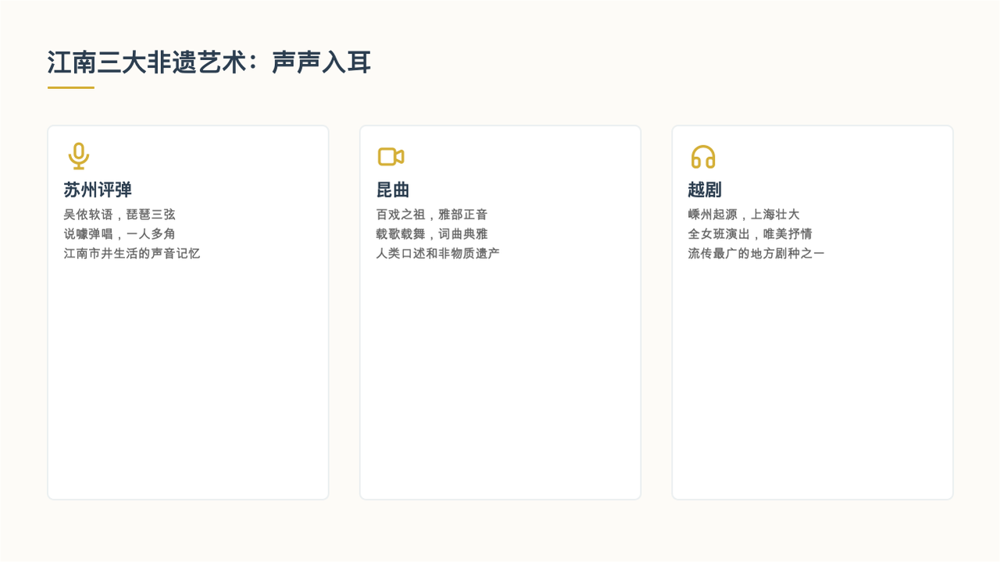 江南三大非遗艺术：声声入耳
苏州评弹
吴侬软语，琵琶三弦
说噱弹唱，一人多角
江南市井生活的声音记忆
昆曲
百戏之祖，雅部正音
载歌载舞，词曲典雅
人类口述和非物质遗产
越剧
嵊州起源，上海壮大
全女班演出，唯美抒情
流传最广的地方剧种之一